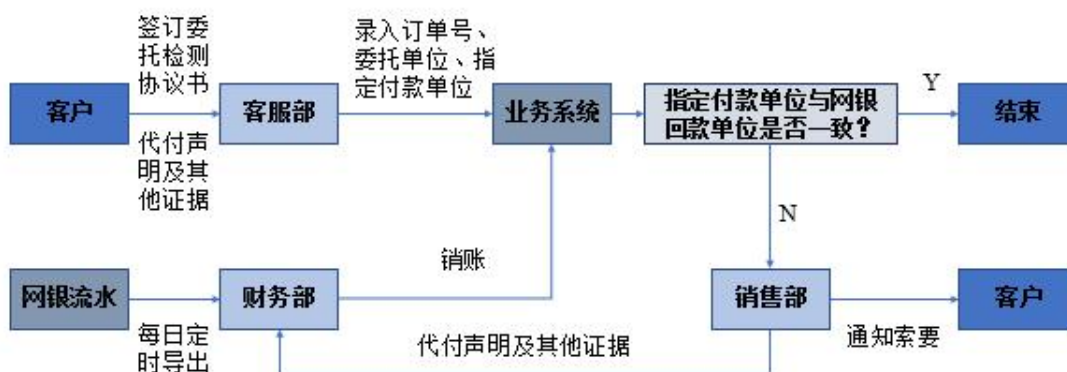 签订委
托检测
协议书
录入订单号、
委托单位、指
定付款单位
客户
客服部
业务系统
指定付款单位与网银
回款单位是否一致？
Y
结束
代付声
明及其
他证据
N
销账
网银流水
财务部
销售部
客户
每日定
时导出
代付声明及其他证据
通知索要